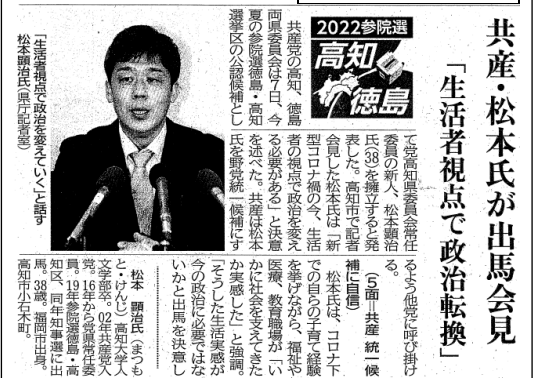 共産・松本氏が出馬会見
「生活者視点で政治転換」
2022参院選
高知
徳島
共産党の高知、徳島
両県委員会は7日、今
夏の参院選徳島・高知
選挙区の公認候補とし
て党高知県委員会常任
委員の新人、松本顕治
氏(38)を擁立すると発
表した。高知市で記者
会見した松本氏は「新
型コロナ禍の今、生活
者の視点で政治を変え
る必要がある」と決意
を述べた。共産は松本
氏を野党統一候補にす
るよう他党に呼び掛け
る。
(5面=共産 統一候
補に自信)
松本氏は、コロナ下
での自らの子育て経験
を挙げながら、福祉や
医療、教育職場が「い
かに社会を支えてきた
か実感した」と強調。
「そうした生活実感が
今の政治に必要ではな
いかと出馬を決意し
松本 顕治氏(まつも
と・けんじ)高知大学人
文学部卒。02年共産党入
党。16年から党県常任委
員。19年参院選徳島・高
知区、同年知事選に出
馬。38歳。福岡市出身。
高知市小石木町。
「生活者視点で政治を変えていく」と話す
松本顕治氏(県庁記者室)